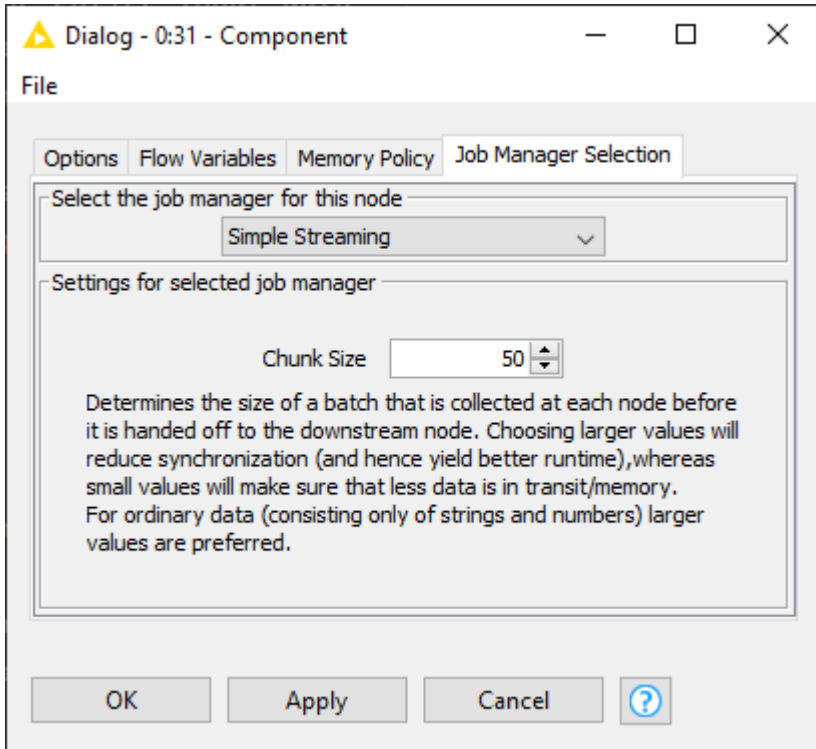 Dialog - 0:31 - Component
File
Options Flow Variables Memory Policy Job Manager Selection
Select the job manager for this node
Simple Streaming
Settings for selected job manager
Chunk Size 50
Determines the size of a batch that is collected at each node before
it is handed off to the downstream node. Choosing larger values will
reduce synchronization (and hence yield better runtime),whereas
small values will make sure that less data is in transit/memory.
For ordinary data (consisting only of strings and numbers) larger
values are preferred.
OK Apply Cancel ?